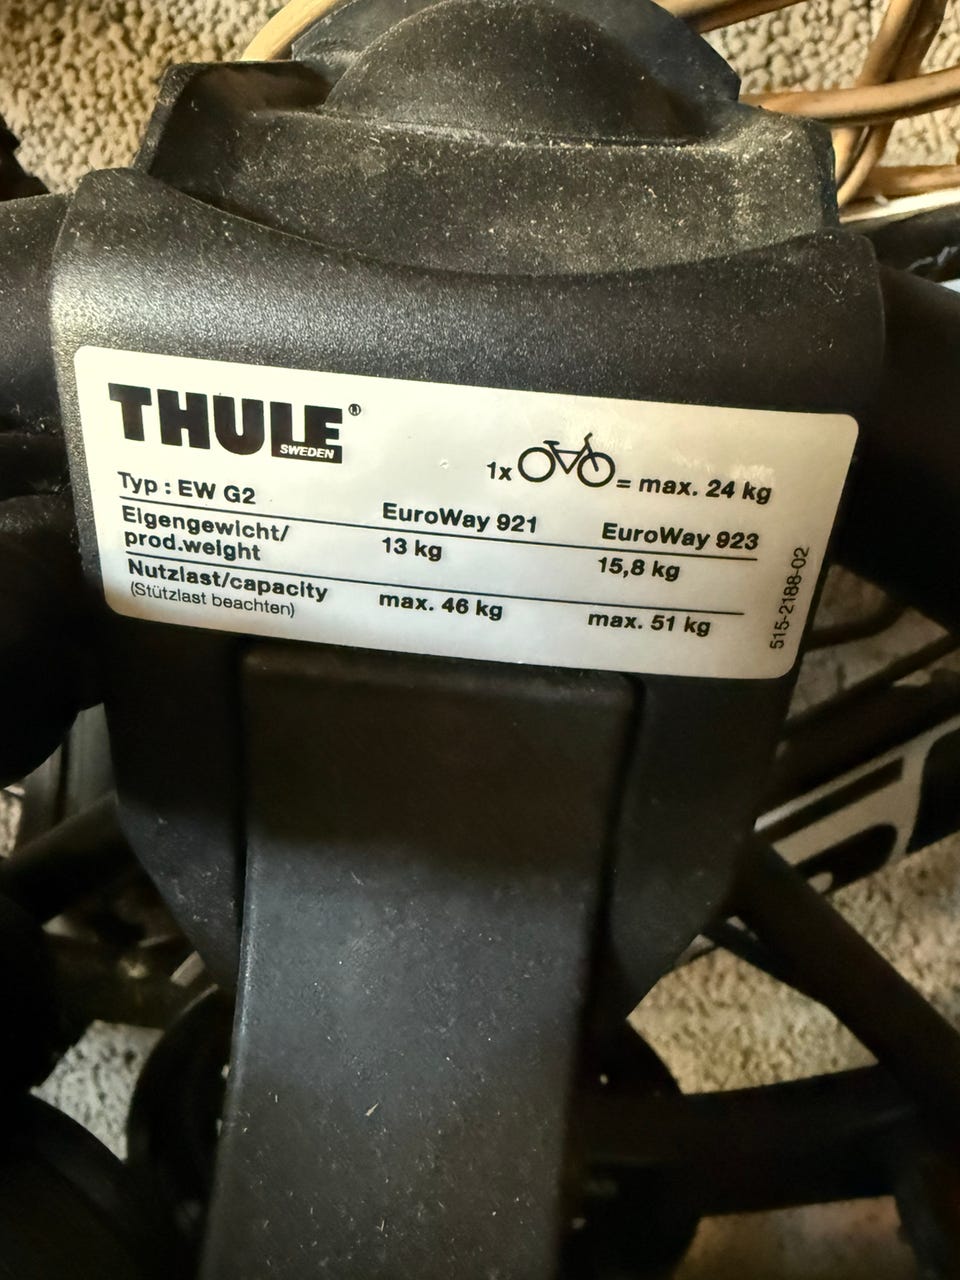 THULE®
SWEDEN
1x = max. 24 kg
Typ : EW G2 EuroWay 921 EuroWay 923
Eigengewicht/
prod.weight 13 kg 15,8 kg
Nutzlast/capacity max. 46 kg max. 51 kg
(Stützlast beachten)
515-2188-02